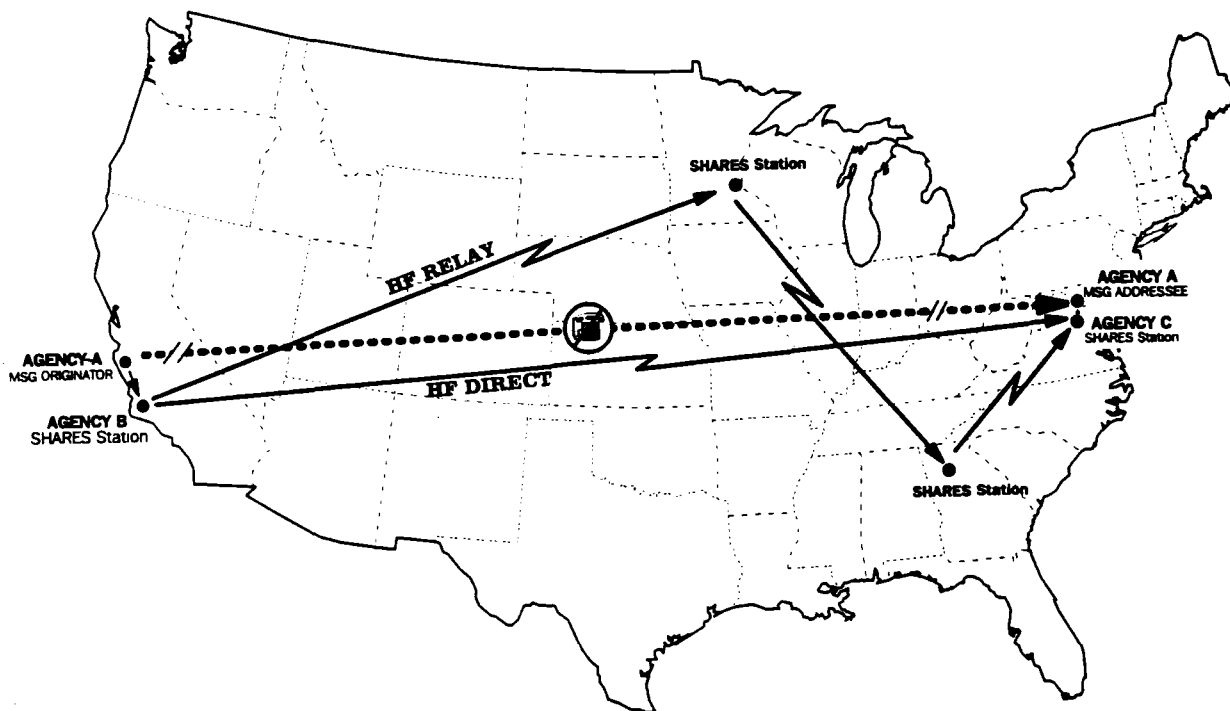 SHARES Station
HF RELAY
AGENCY A
MSG ADDRESSEE
AGENCY C
SHARES Station
AGENCY-A
MSG ORIGINATOR
HF DIRECT
AGENCY B
SHARES Station
SHARES Station